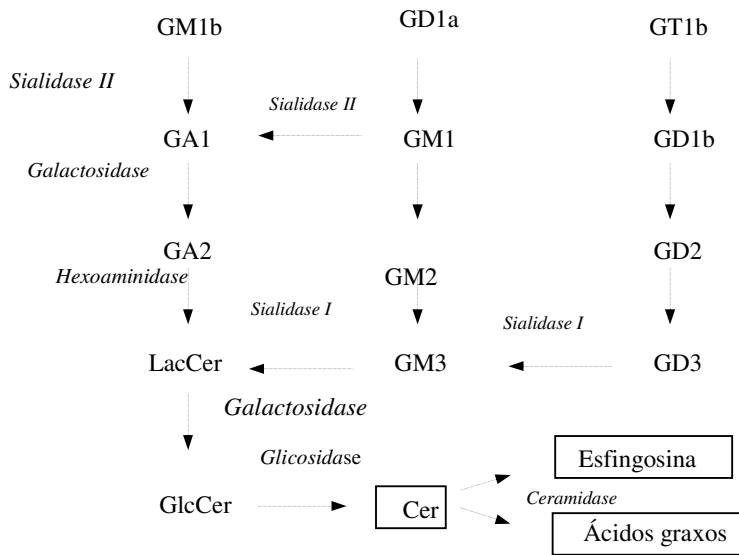 GM1b
GD1a
GT1b
Sialidase II
Sialidase II
GA1
GM1
GD1b
Galactosidase
GA2
GM2
GD2
Hexoaminidase
Sialidase I
Sialidase I
LacCer
GM3
GD3
Galactosidase
Glicosidase
Esfingosina
GlcCer
Cer
Ceramidase
Ácidos graxos